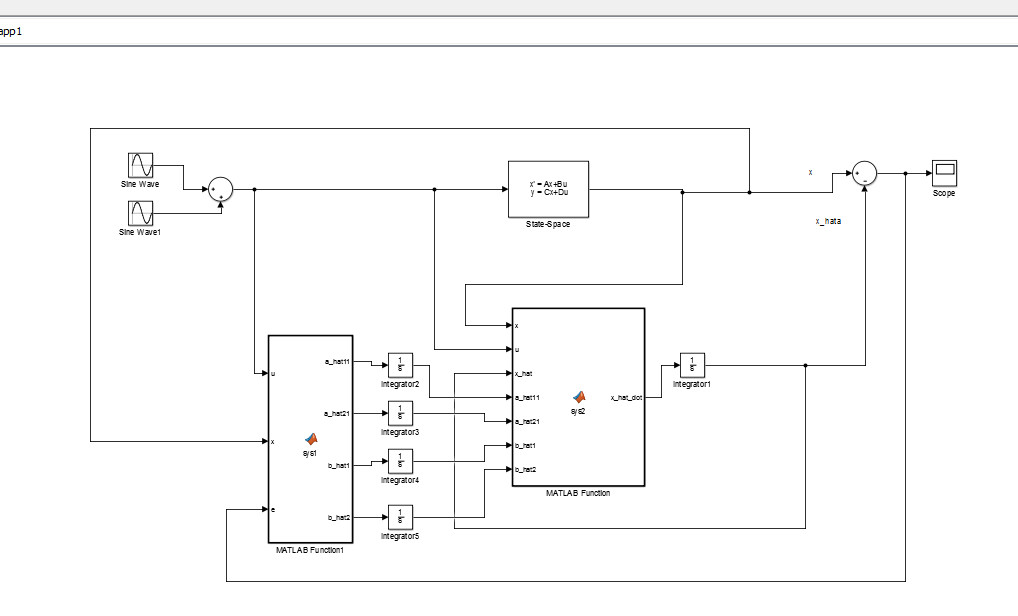 app1
Sine Wave
Sine Wave1
x' = Ax+Bu
y = Cx+Du
State-Space
x
x_hata
Scope
u
x
e
a_hat11
a_hat21
b_hat1
b_hat2
sys1
MATLAB Function1
1
s
Integrator2
1
s
Integrator3
1
s
Integrator4
1
s
Integrator5
x
u
x_hat
a_hat11
a_hat21
b_hat1
b_hat2
sys2
x_hat_dot
MATLAB Function
1
s
Integrator1